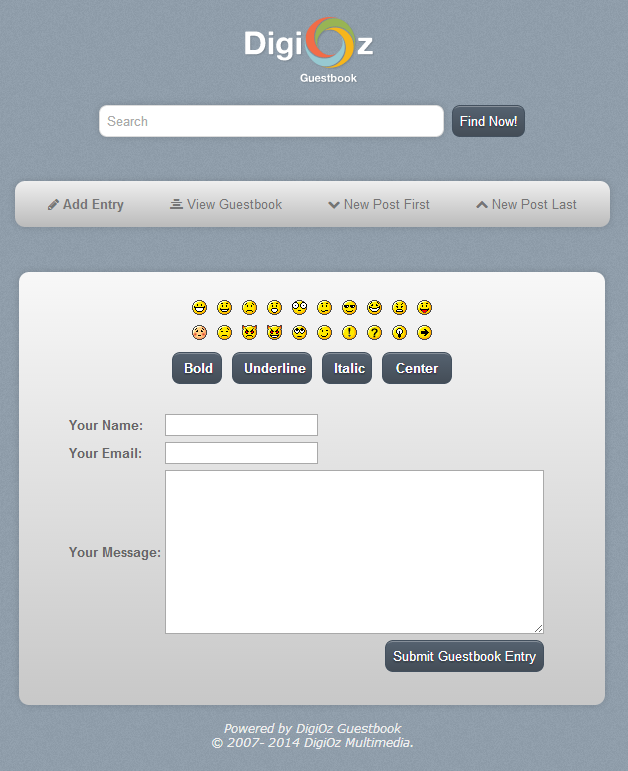 DigiOz
Guestbook
Search
Find Now!
Add Entry View Guestbook New Post First New Post Last
Bold Underline Italic Center
Your Name:
Your Email:
Your Message:
Submit Guestbook Entry
Powered by DigiOz Guestbook
© 2007- 2014 DigiOz Multimedia.